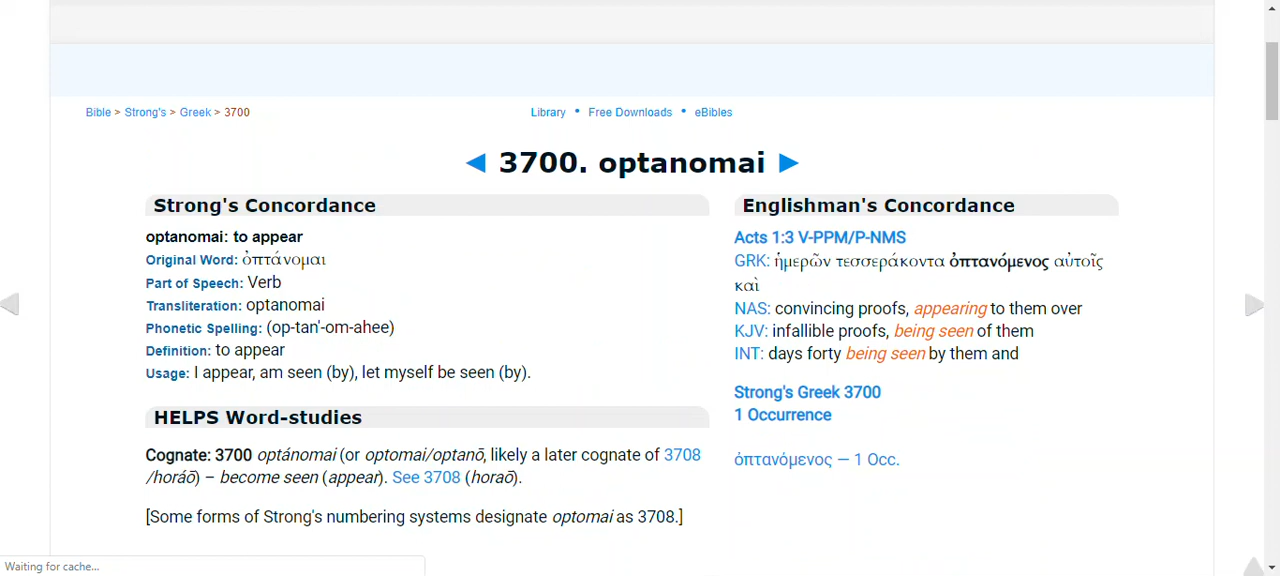 Bible > Strong's > Greek > 3700
Library • Free Downloads • eBibles
◄ 3700. optanomai ►
Strong's Concordance
optanomai: to appear
Original Word: ὀπτάνομαι
Part of Speech: Verb
Transliteration: optanomai
Phonetic Spelling: (op-tan'-om-ahee)
Definition: to appear
Usage: I appear, am seen (by), let myself be seen (by).
HELPS Word-studies
Cognate: 3700 optánomai (or optomai/optanō, likely a later cognate of 3708
/horáō) – become seen (appear). See 3708 (horaō).
[Some forms of Strong's numbering systems designate optomai as 3708.]
Englishman's Concordance
Acts 1:3 V-PPM/P-NMS
GRK: ἡμερῶν τεσσεράκοντα ὀπτανόμενος αὐτοῖς
καὶ
NAS: convincing proofs, appearing to them over
KJV: infallible proofs, being seen of them
INT: days forty being seen by them and
Strong's Greek 3700
1 Occurrence
ὀπτανόμενος — 1 Occ.
Waiting for cache...